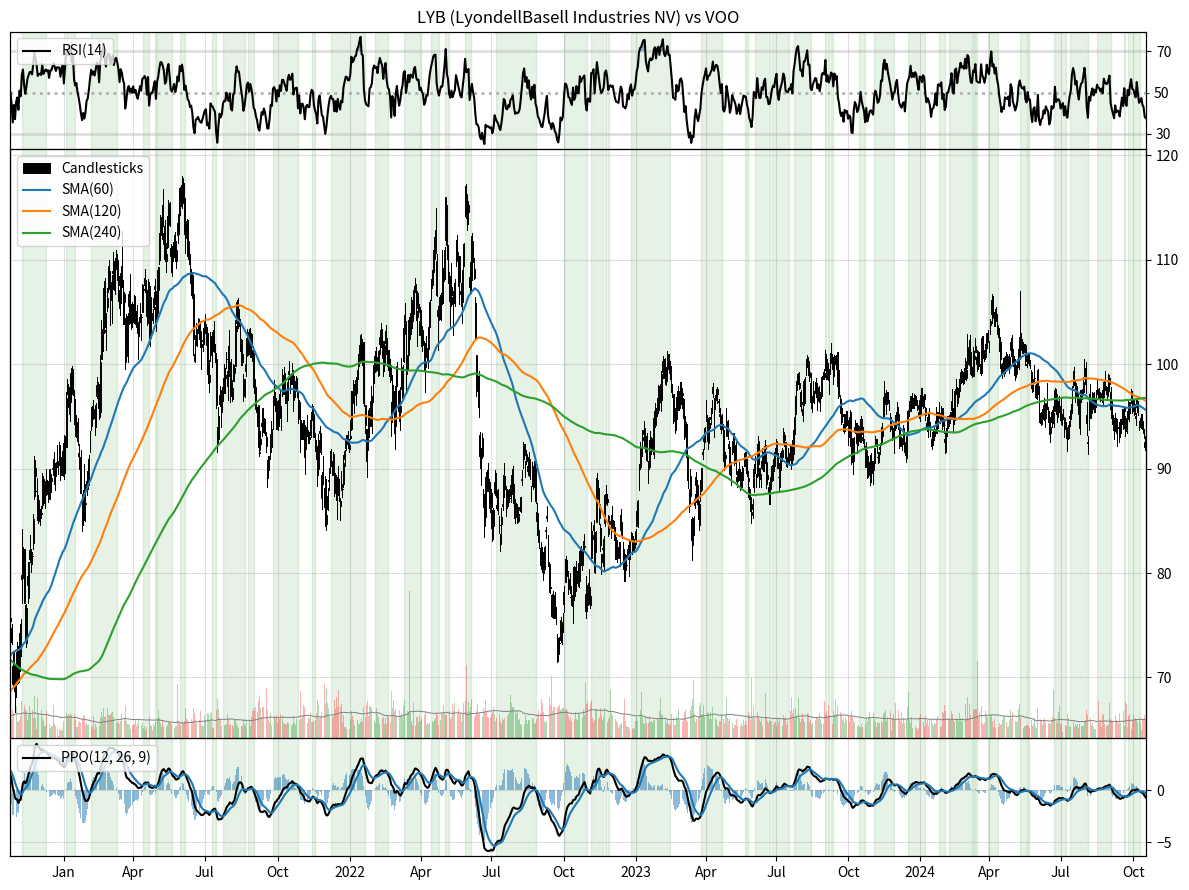 LYB (LyondellBasell Industries NV) vs VOO
RSI(14)
70
50
30
Candlesticks
SMA(60)
SMA(120)
SMA(240)
120
110
100
90
80
70
PPO(12, 26, 9)
0
−5
Jan Apr Jul Oct 2022 Apr Jul Oct 2023 Apr Jul Oct 2024 Apr Jul Oct